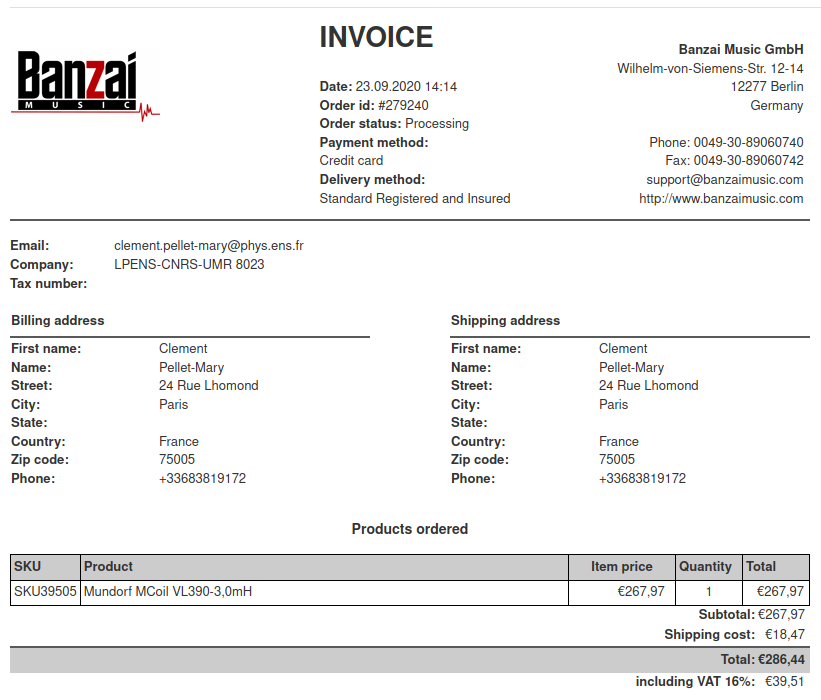 Banzai
MUSIC
INVOICE
Date: 23.09.2020 14:14
Order id: #279240
Order status: Processing
Payment method:
Credit card
Delivery method:
Standard Registered and Insured
Banzai Music GmbH
Wilhelm-von-Siemens-Str. 12-14
12277 Berlin
Germany
Phone: 0049-30-89060740
Fax: 0049-30-89060742
support@banzaimusic.com
http://www.banzaimusic.com
Email: clement.pellet-mary@phys.ens.fr
Company: LPENS-CNRS-UMR 8023
Tax number:
Billing address
First name: Clement
Name: Pellet-Mary
Street: 24 Rue Lhomond
City: Paris
State:
Country: France
Zip code: 75005
Phone: +33683819172
Shipping address
First name: Clement
Name: Pellet-Mary
Street: 24 Rue Lhomond
City: Paris
State:
Country: France
Zip code: 75005
Phone: +33683819172
Products ordered
SKU Product Item price Quantity Total
SKU39505 Mundorf MCoil VL390-3,0mH €267,97 1 €267,97
Subtotal: €267,97
Shipping cost: €18,47
Total: €286,44
including VAT 16%: €39,51